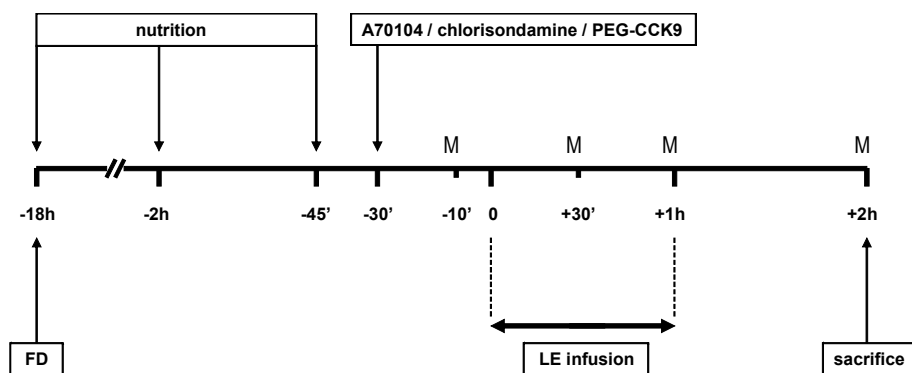 nutrition
A70104 / chlorisondamine / PEG-CCK9
M M M M
-18h -2h -45’ -30’ -10’ 0 +30’ +1h +2h
FD
LE infusion
sacrifice